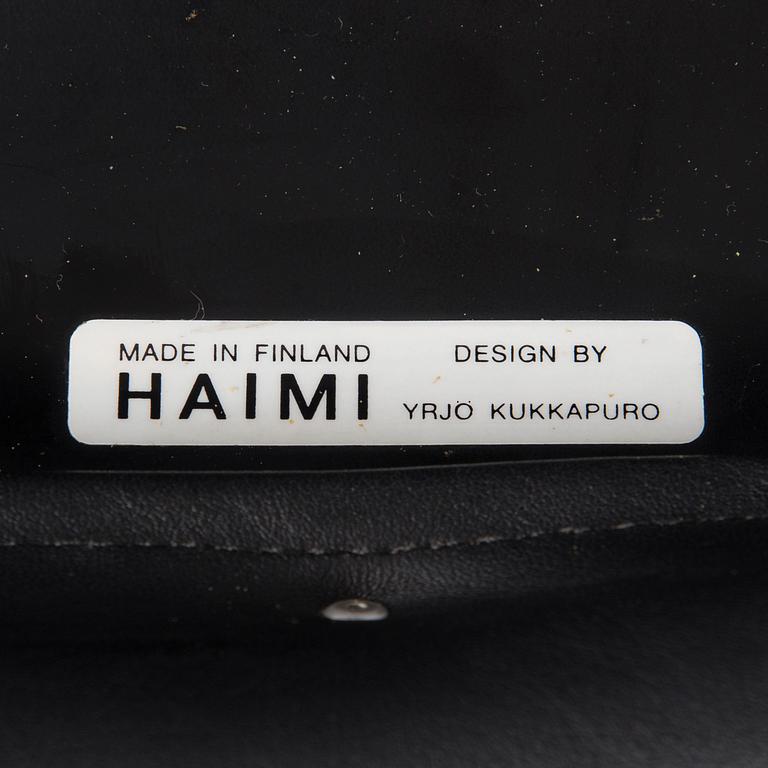 MADE IN FINLAND
HAIMI
DESIGN BY
YRJÖ KUKKAPURO